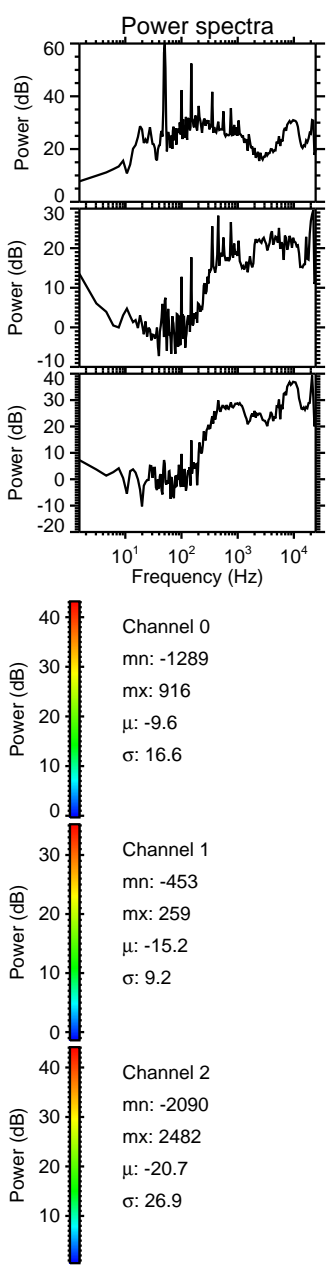 Power spectra
60
40
20
0
Power (dB)
30
20
10
0
-10
Power (dB)
40
30
20
10
0
-10
-20
Power (dB)
10¹ 10² 10³ 10⁴
Frequency (Hz)
40
30
20
10
0
Power (dB)
Channel 0
mn: -1289
mx: 916
μ: -9.6
σ: 16.6
30
20
10
0
Power (dB)
Channel 1
mn: -453
mx: 259
μ: -15.2
σ: 9.2
40
30
20
10
Power (dB)
Channel 2
mn: -2090
mx: 2482
μ: -20.7
σ: 26.9